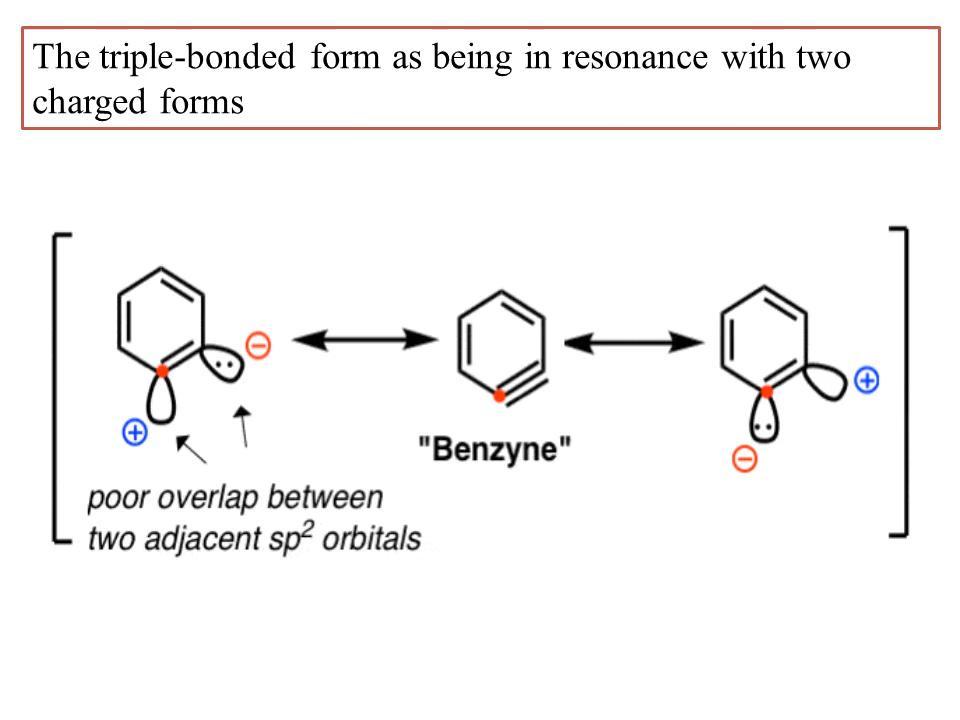 The triple-bonded form as being in resonance with two
charged forms
"Benzyne"
poor overlap between
two adjacent sp² orbitals